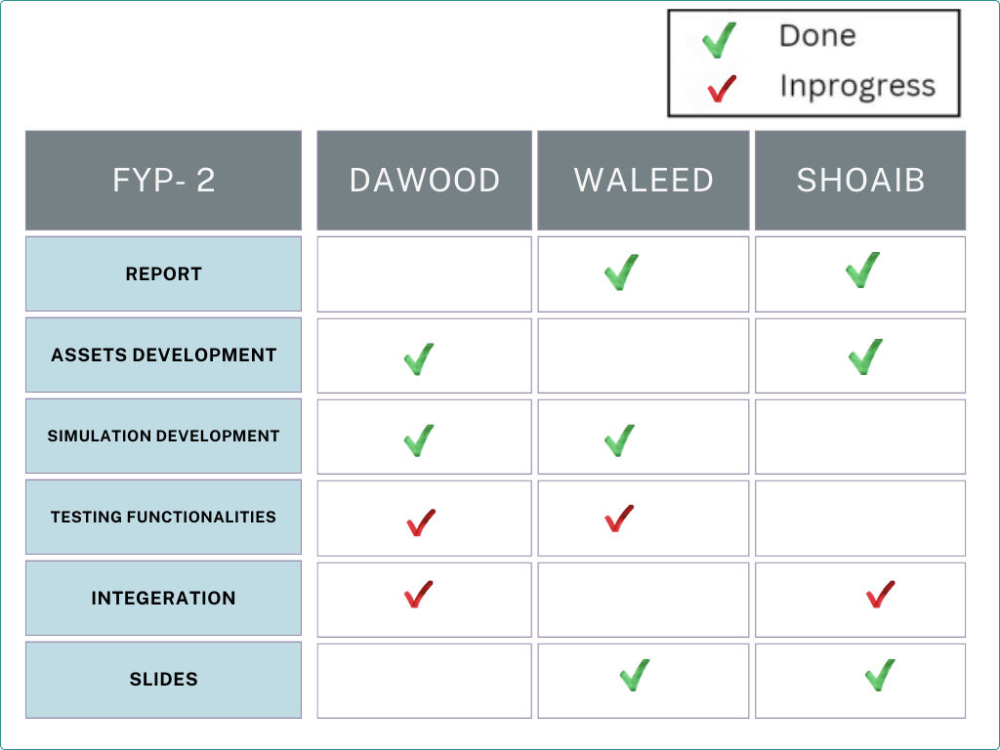 Done
Inprogress
FYP- 2 DAWOOD WALEED SHOAIB
REPORT
ASSETS DEVELOPMENT
SIMULATION DEVELOPMENT
TESTING FUNCTIONALITIES
INTEGERATION
SLIDES